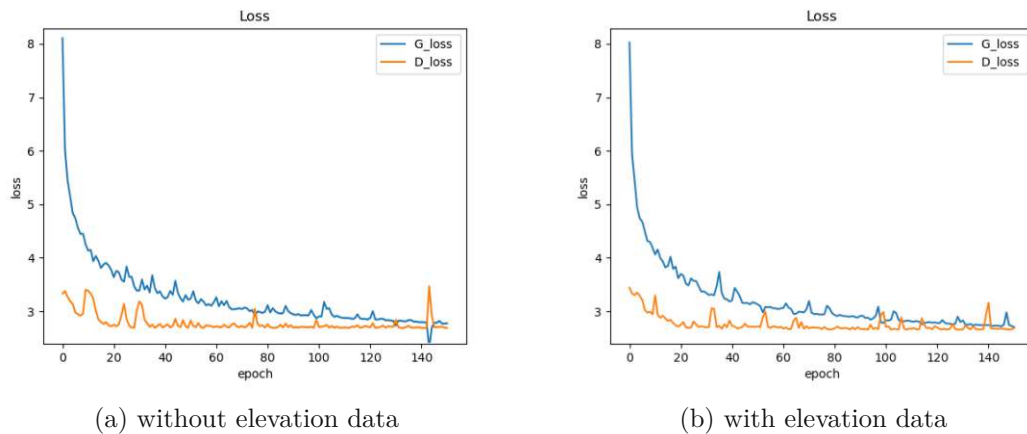 Loss
8
7
6
5
4
3
loss
G_loss
D_loss
0 20 40 60 80 100 120 140
epoch
(a) without elevation data
Loss
8
7
6
5
4
3
loss
G_loss
D_loss
0 20 40 60 80 100 120 140
epoch
(b) with elevation data